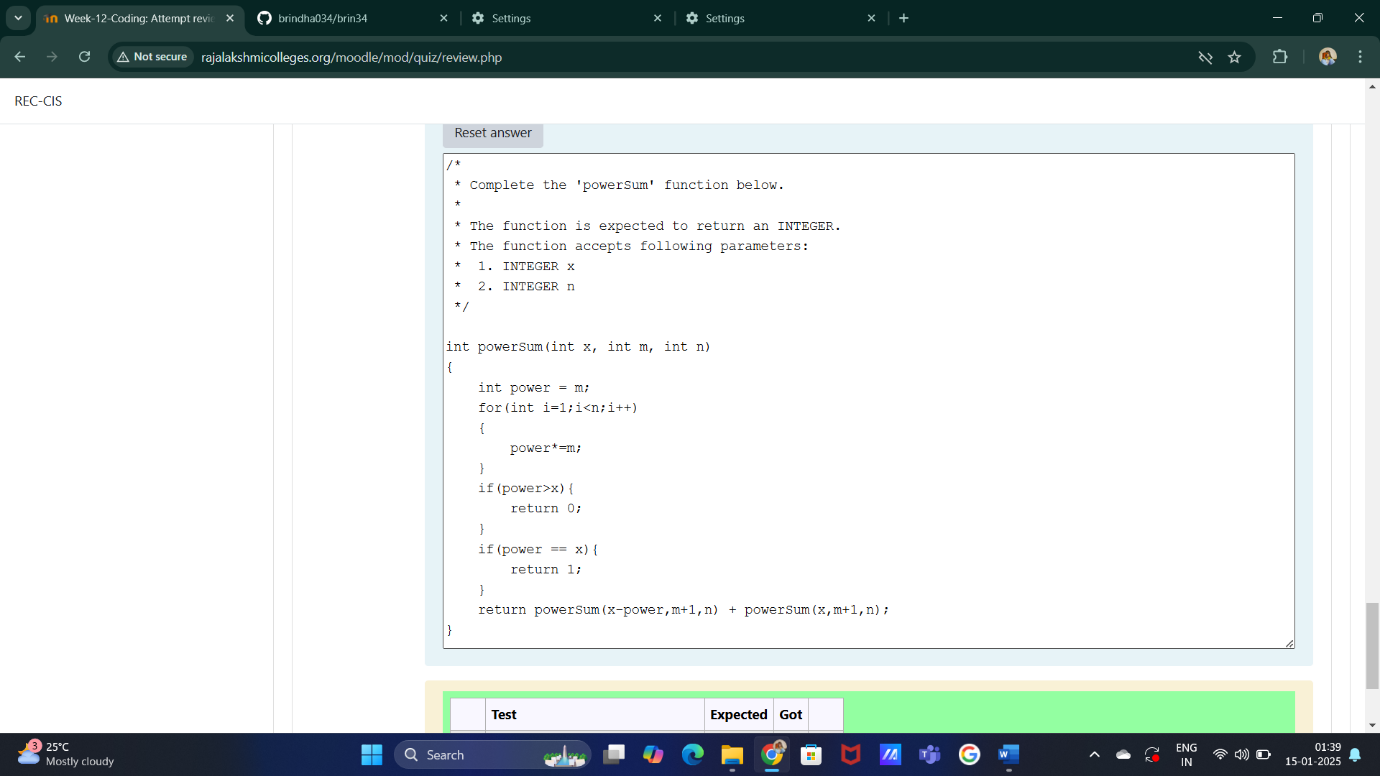 Week-12-Coding: Attempt revie
brindha034/brin34
Settings
Settings
Not secure
rajalakshmicolleges.org/moodle/mod/quiz/review.php
REC-CIS
Reset answer
/*
* Complete the 'powerSum' function below.
*
* The function is expected to return an INTEGER.
* The function accepts following parameters:
*  1. INTEGER x
*  2. INTEGER n
*/
int powerSum(int x, int m, int n)
{
    int power = m;
    for(int i=1;i<n;i++)
    {
        power*=m;
    }
    if(power>x){
        return 0;
    }
    if(power == x){
        return 1;
    }
    return powerSum(x-power,m+1,n) + powerSum(x,m+1,n);
}
Test Expected Got
3
25°C
Mostly cloudy
Search
W
ENG
IN
01:39
15-01-2025